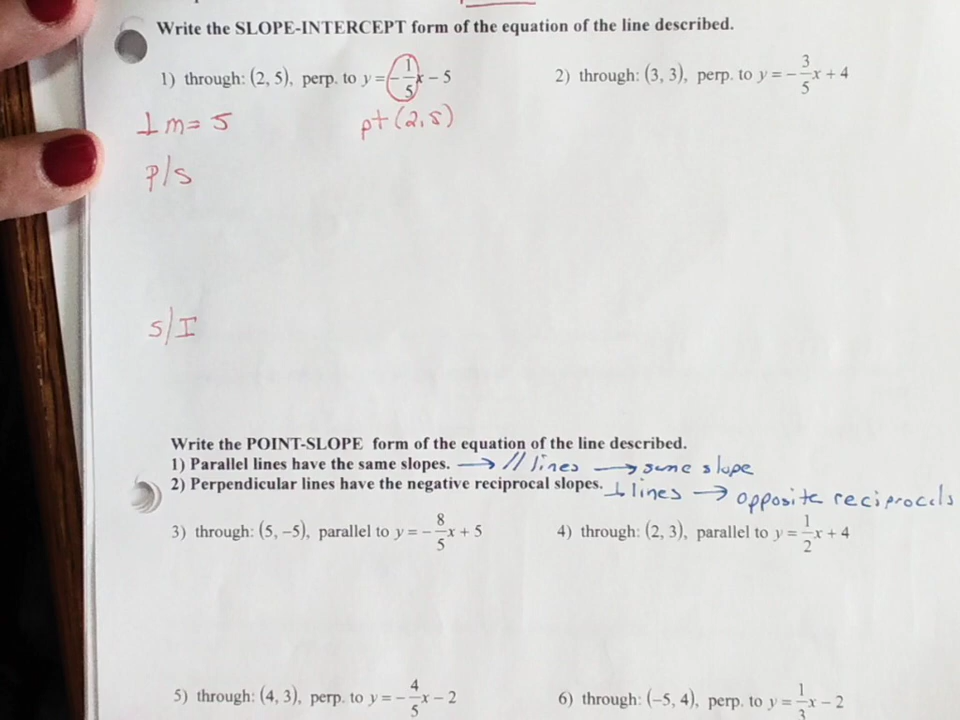 Write the SLOPE-INTERCEPT form of the equation of the line described.
1) through: (2, 5), perp. to y = -1/5x - 5
2) through: (3, 3), perp. to y = -3/5x + 4
⊥ m = 5
pt (2,5)
P/S
S/I
Write the POINT-SLOPE form of the equation of the line described.
1) Parallel lines have the same slopes. → // lines → same slope
2) Perpendicular lines have the negative reciprocal slopes. ⊥ lines → opposite reciprocals
3) through: (5, -5), parallel to y = -8/5x + 5
4) through: (2, 3), parallel to y = 1/2x + 4
5) through: (4, 3), perp. to y = -4/5x - 2
6) through: (-5, 4), perp. to y = 1/3x - 2